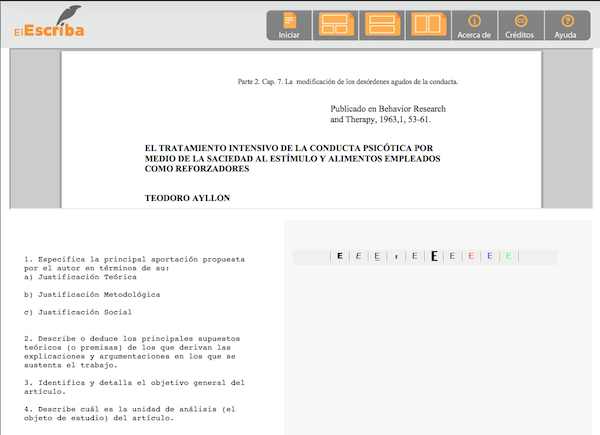 ElEscriba
Iniciar
Acerca de
Créditos
Ayuda
Parte 2. Cap. 7. La modificación de los desórdenes agudos de la conducta.
Publicado en Behavior Research
and Therapy, 1963,1, 53-61.
EL TRATAMIENTO INTENSIVO DE LA CONDUCTA PSICÓTICA POR
MEDIO DE LA SACIEDAD AL ESTÍMULO Y ALIMENTOS EMPLEADOS
COMO REFORZADORES
TEODORO AYLLON
1. Especifica la principal aportación propuesta
por el autor en términos de su:
a) Justificación Teórica
b) Justificación Metodológica
c) Justificación Social
2. Describe o deduce los principales supuestos
teóricos (o premisas) de los que derivan las
explicaciones y argumentaciones en los que se
sustenta el trabajo.
3. Identifica y detalla el objetivo general del
artículo.
4. Describe cuál es la unidad de análisis (el
objeto de estudio) del artículo.
E E E E E E E E E E